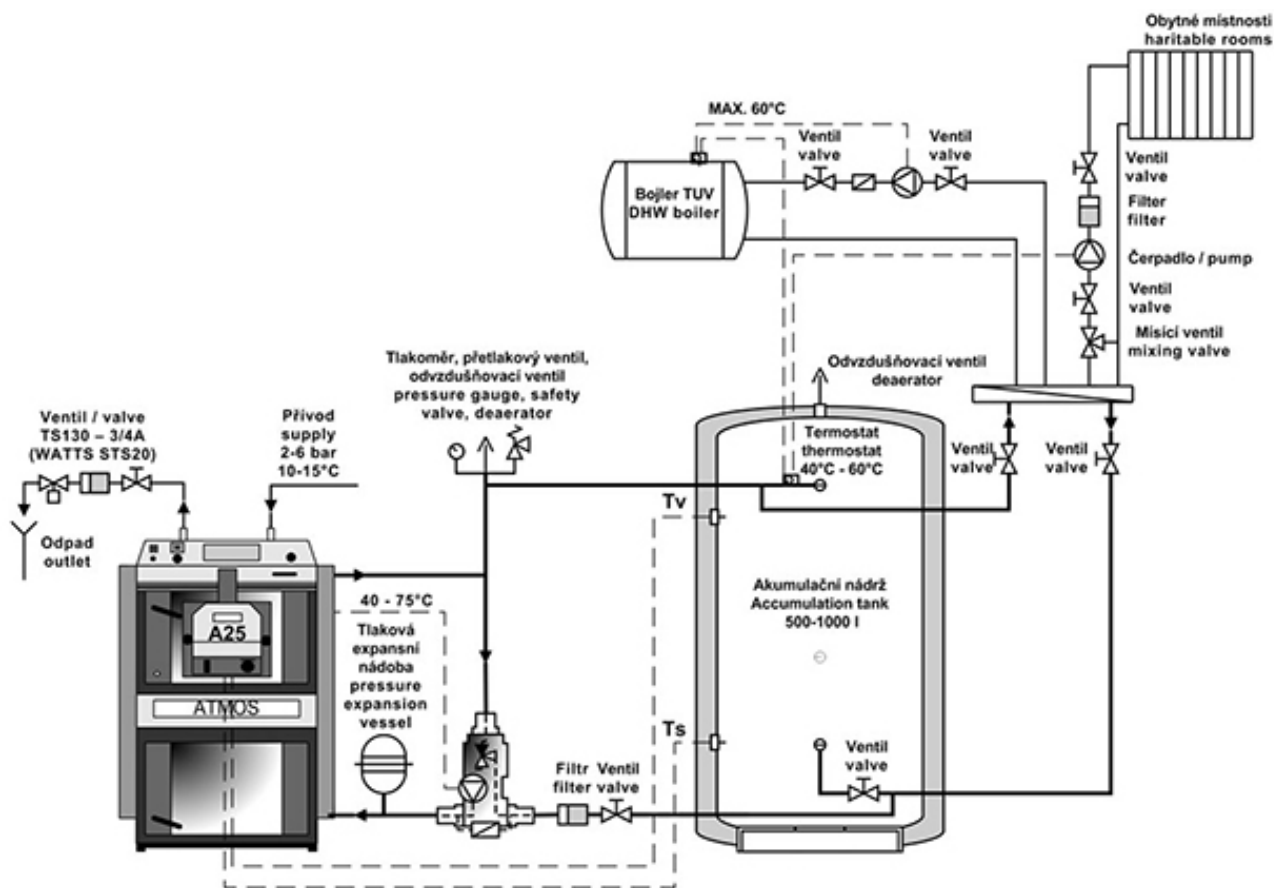 Obytné místnosti
haritable rooms
MAX. 60°C
Ventil
valve
Ventil
valve
Ventil
valve
Bojler TUV
DHW boiler
Filter
filter
Čerpadlo / pump
Ventil
valve
Mísící ventil
mixing valve
Tlakoměr, přetlakový ventil,
odvzdušňovací ventil
pressure gauge, safety
valve, deaerator
Odvzdušňovací ventil
deaerator
Ventil / valve
TS130 – 3/4A
(WATTS STS20)
Přívod
supply
2-6 bar
10-15°C
Termostat
thermostat
40°C - 60°C
Ventil
valve
Ventil
valve
Tv
Odpad
outlet
Akumulační nádrž
Accumulation tank
500-1000 l
40 - 75°C
A25
Tlaková
expansní
nádoba
pressure
expansion
vessel
ATMOS
Ts
Ventil
valve
Filtr Ventil
filter valve